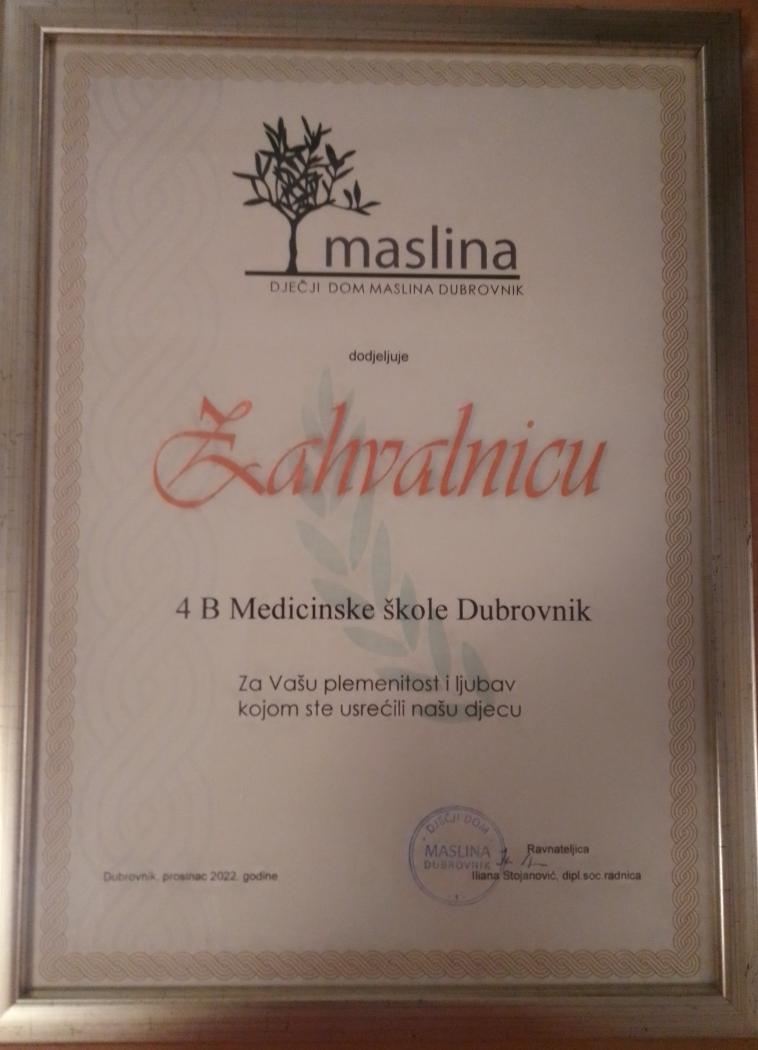 maslina
DJEČJI DOM MASLINA DUBROVNIK
dodjeljuje
Zahvalnicu
4 B Medicinske škole Dubrovnik
Za Vašu plemenitost i ljubav
kojom ste usrećili našu djecu
DJEČJI DOM
MASLINA
DUBROVNIK
- 1 -
Ravnateljica
Iliana Stojanović, dipl.soc.radnica
Dubrovnik, prosinac 2022. godine